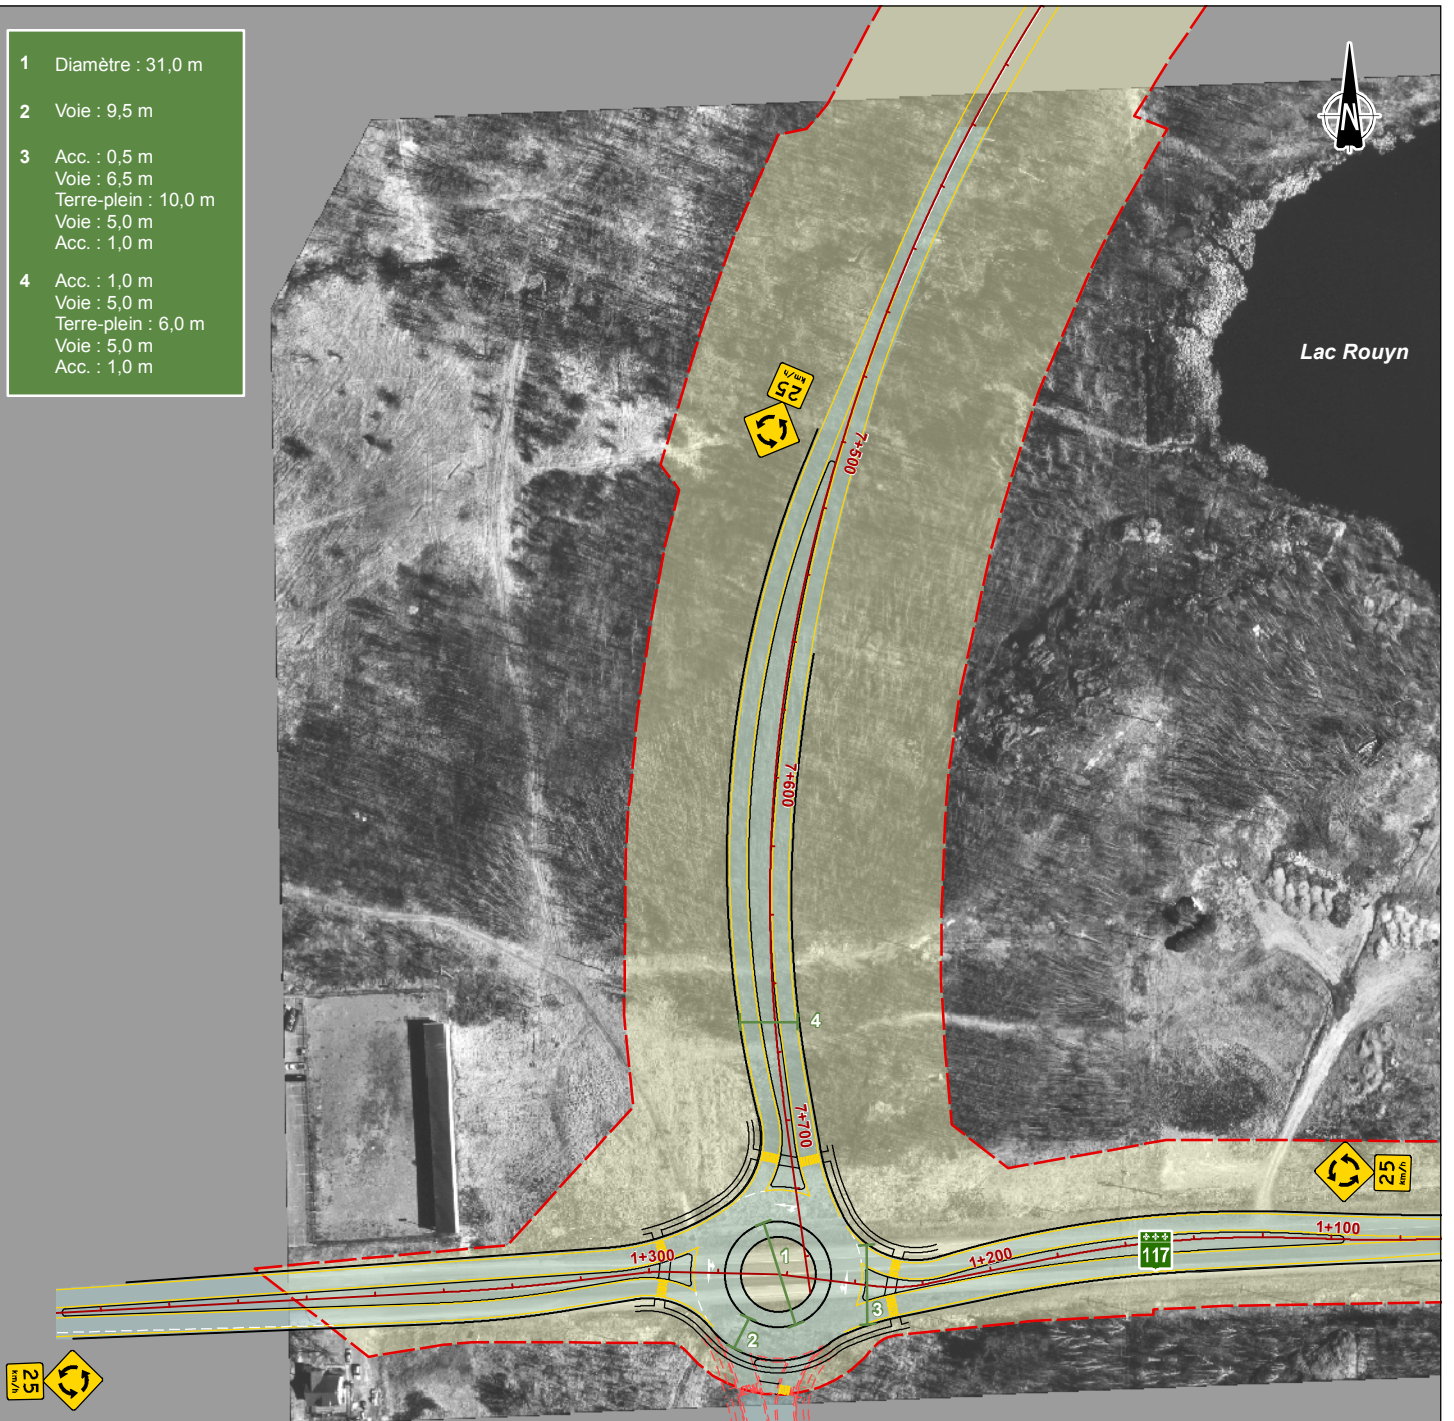 1 Diamètre : 31,0 m
2 Voie : 9,5 m
3 Acc. : 0,5 m
Voie : 6,5 m
Terre-plein : 10,0 m
Voie : 5,0 m
Acc. : 1,0 m
4 Acc. : 1,0 m
Voie : 5,0 m
Terre-plein : 6,0 m
Voie : 5,0 m
Acc. : 1,0 m
N
Lac Rouyn
25
km/h
7+500
7+600
4
7+700
25
km/h
1+100
117
1+200
1+300
1
3
2
25
km/h